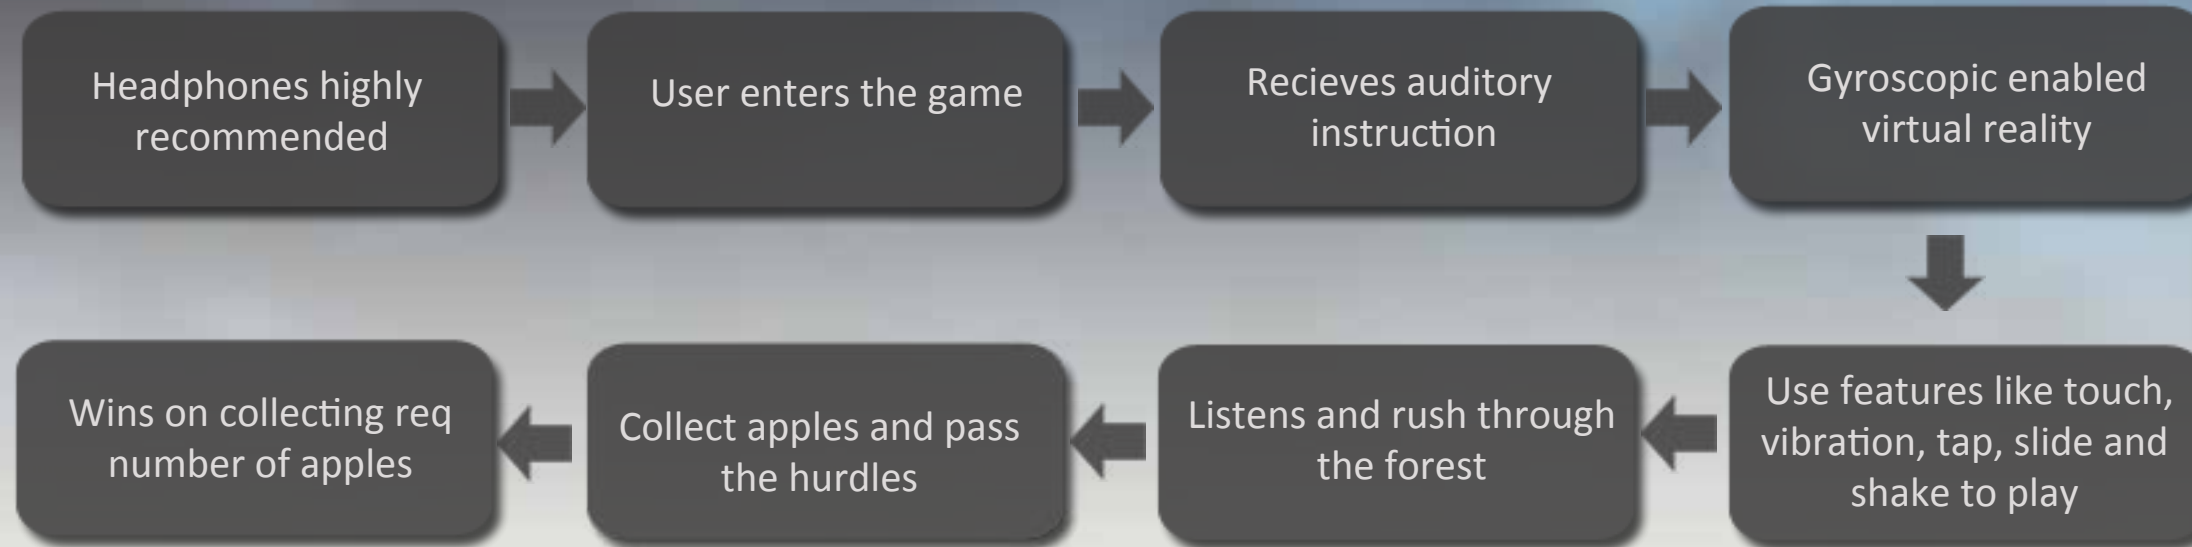 Headphones highly
recommended
User enters the game
Recieves auditory
instruction
Gyroscopic enabled
virtual reality
Use features like touch,
vibration, tap, slide and
shake to play
Listens and rush through
the forest
Collect apples and pass
the hurdles
Wins on collecting req
number of apples